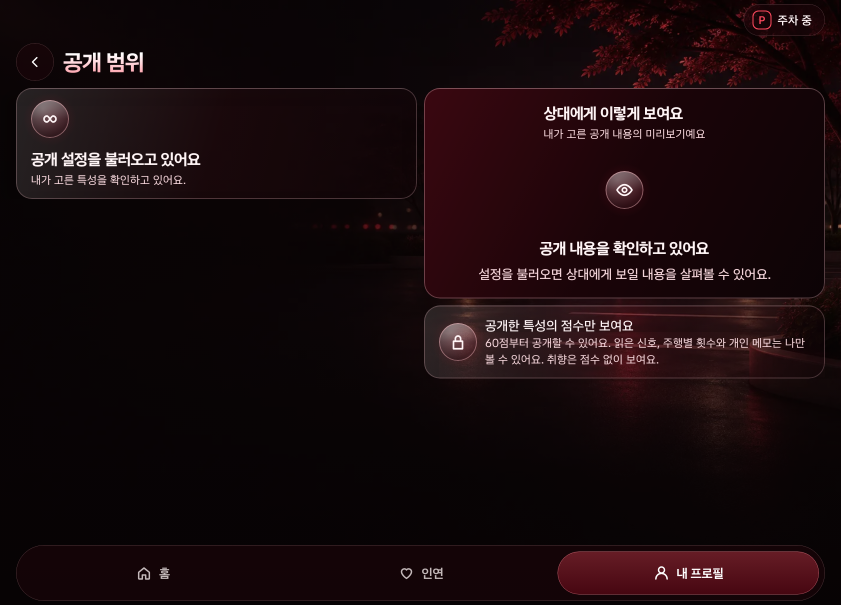 P 주차 중
공개 범위
공개 설정을 불러오고 있어요
내가 고른 특성을 확인하고 있어요.
상대에게 이렇게 보여요
내가 고른 공개 내용의 미리보기예요
공개 내용을 확인하고 있어요
설정을 불러오면 상대에게 보일 내용을 살펴볼 수 있어요.
공개한 특성의 점수만 보여요
60점부터 공개할 수 있어요. 읽은 신호, 주행별 횟수와 개인 메모는 나만
볼 수 있어요. 취향은 점수 없이 보여요.
홈
인연
내 프로필